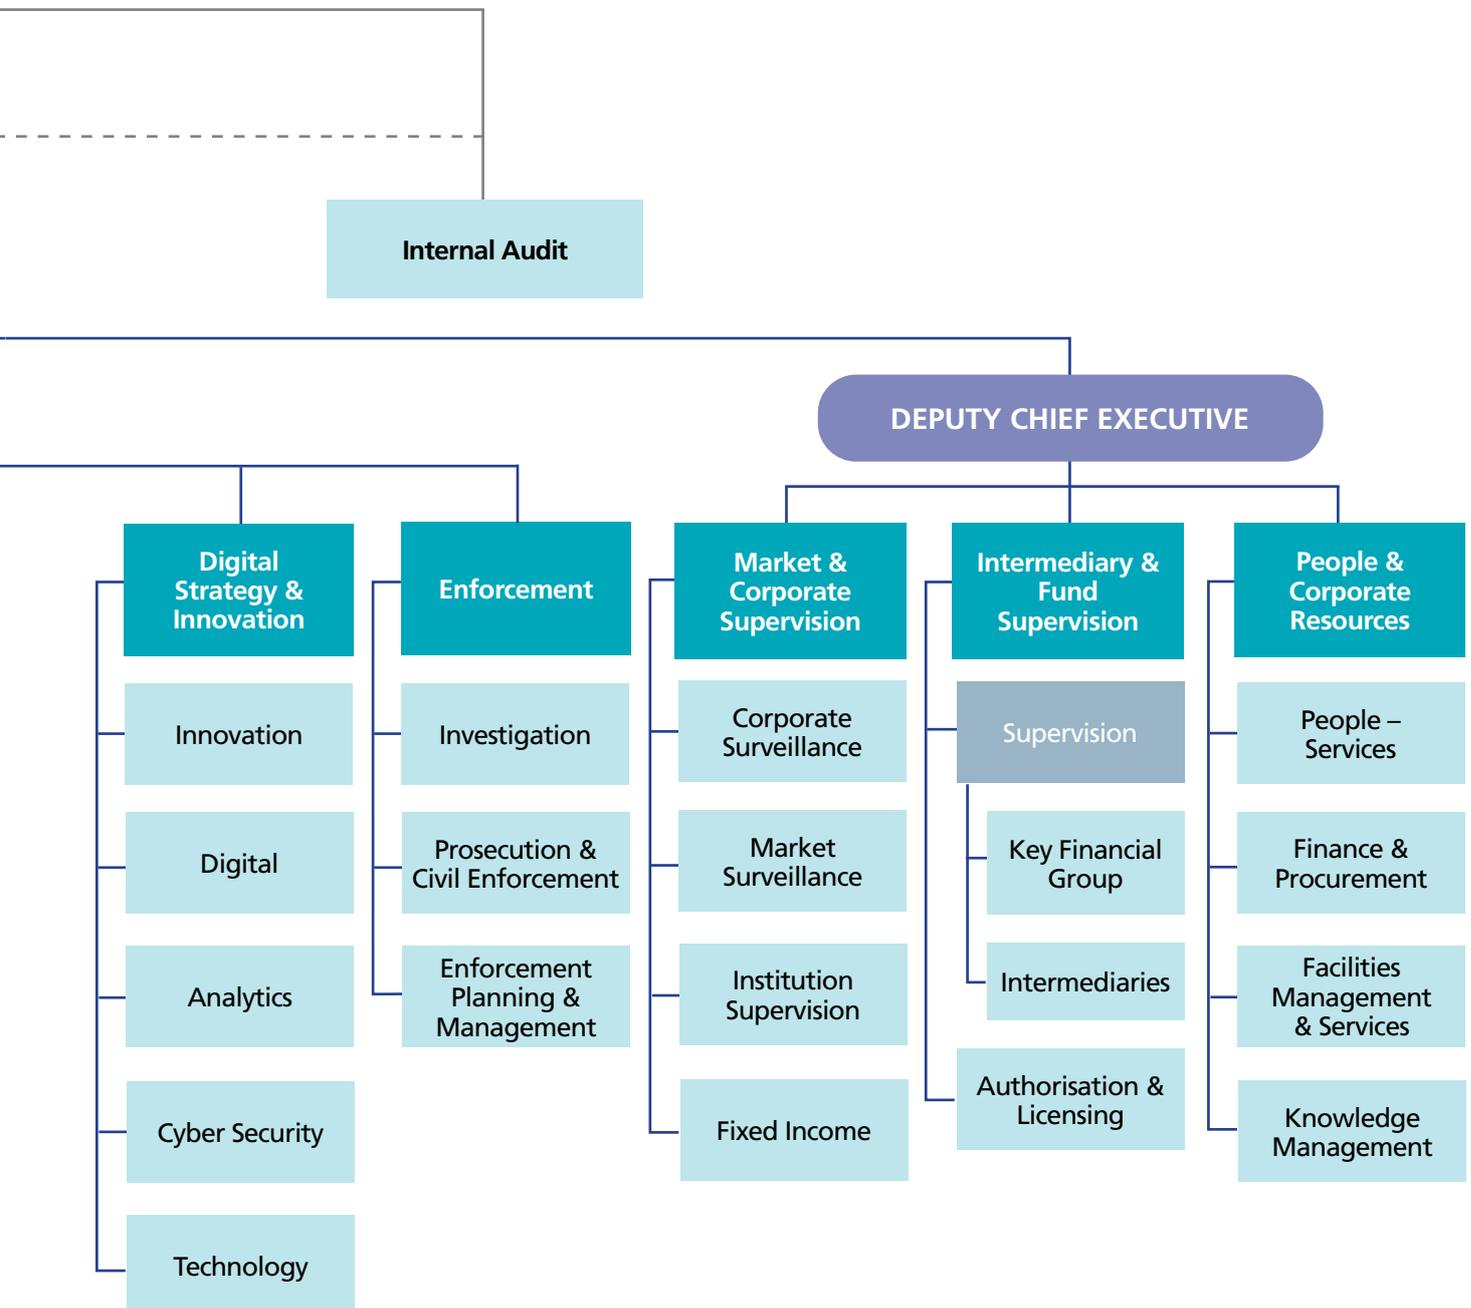 Internal Audit
DEPUTY CHIEF EXECUTIVE
Digital
Strategy &
Innovation
Innovation
Digital
Analytics
Cyber Security
Technology
Enforcement
Investigation
Prosecution &
Civil Enforcement
Enforcement
Planning &
Management
Market &
Corporate
Supervision
Corporate
Surveillance
Market
Surveillance
Institution
Supervision
Fixed Income
Intermediary &
Fund
Supervision
Supervision
Key Financial
Group
Intermediaries
Authorisation &
Licensing
People &
Corporate
Resources
People –
Services
Finance &
Procurement
Facilities
Management
& Services
Knowledge
Management